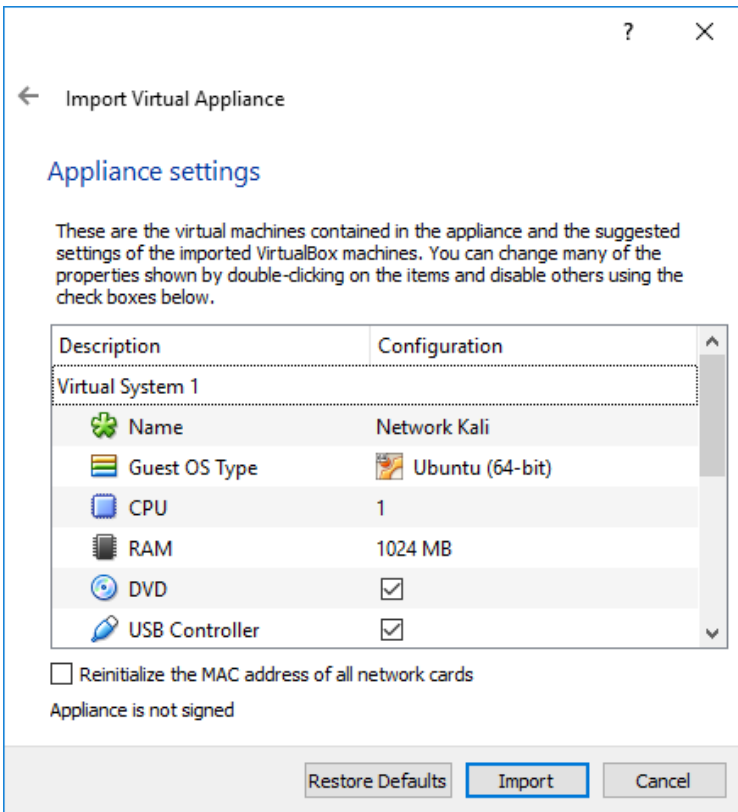 ?
Import Virtual Appliance
Appliance settings
These are the virtual machines contained in the appliance and the suggested
settings of the imported VirtualBox machines. You can change many of the
properties shown by double-clicking on the items and disable others using the
check boxes below.
Description Configuration
Virtual System 1
Name Network Kali
Guest OS Type Ubuntu (64-bit)
CPU 1
RAM 1024 MB
DVD
USB Controller
Reinitialize the MAC address of all network cards
Appliance is not signed
Restore Defaults Import Cancel